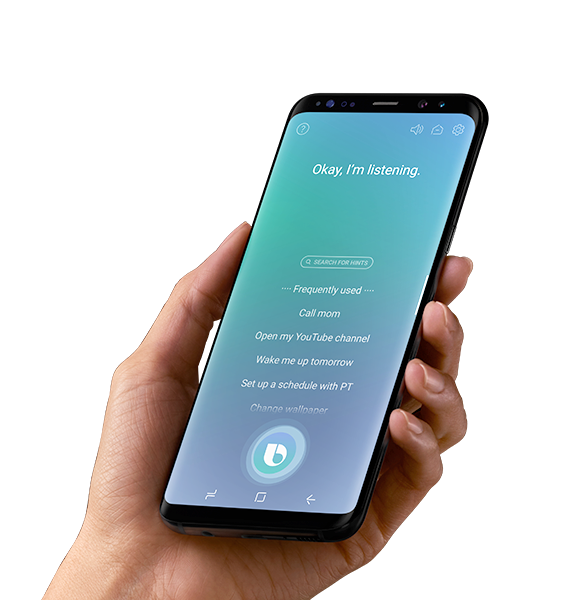 Okay, I'm listening.
SEARCH FOR HINTS
Frequently used
Call mom
Open my YouTube channel
Wake me up tomorrow
Set up a schedule with PT
Change wallpaper